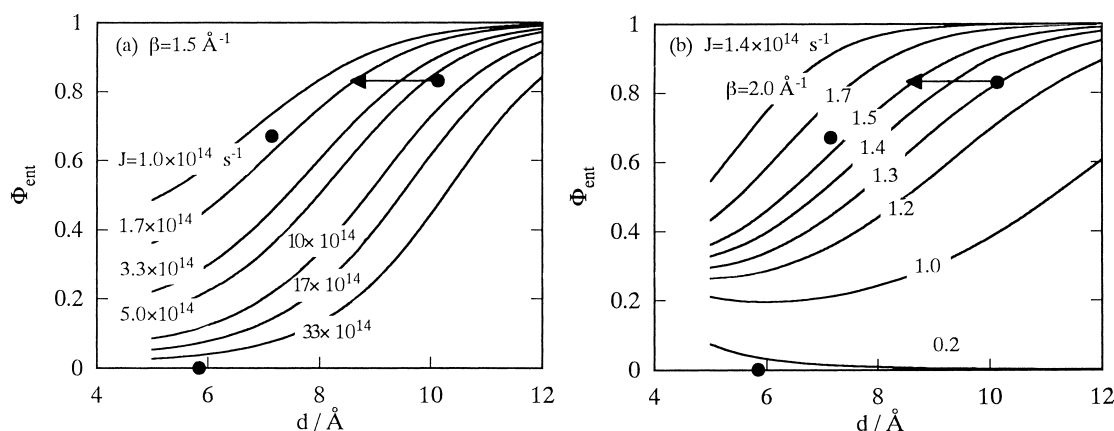 (a) β=1.5 Å⁻¹
1
0.8
0.6
0.4
0.2
0
Φent
J=1.0×10¹⁴ s⁻¹
1.7×10¹⁴
3.3×10¹⁴
5.0×10¹⁴
10× 10¹⁴
17× 10¹⁴
33× 10¹⁴
4 6 8 10 12
d / Å
(b) J=1.4×10¹⁴ s⁻¹
1
0.8
0.6
0.4
0.2
0
Φent
β=2.0 Å⁻¹
1.7
1.5
1.4
1.3
1.2
1.0
0.2
4 6 8 10 12
d / Å